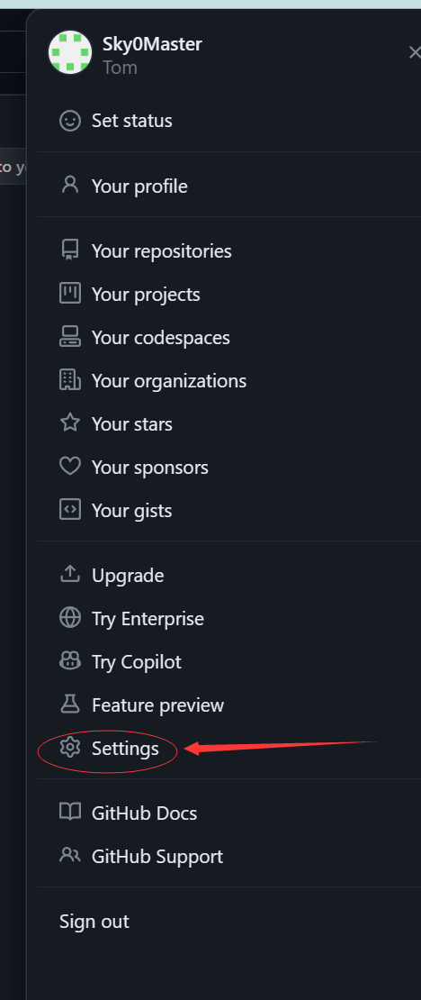 Sky0Master
Tom
Set status
to y
Your profile
Your repositories
Your projects
Your codespaces
Your organizations
Your stars
Your sponsors
Your gists
Upgrade
Try Enterprise
Try Copilot
Feature preview
Settings
GitHub Docs
GitHub Support
Sign out